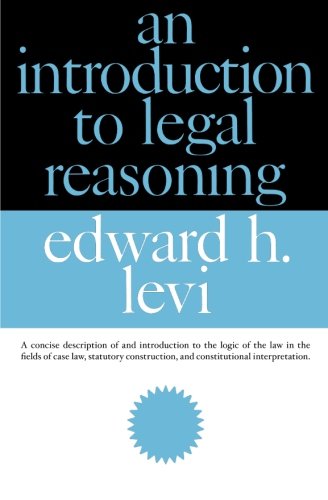 an
introduction
to legal
reasoning
edward h.
levi
A concise description of and introduction to the logic of the law in the
fields of case law, statutory construction, and constitutional interpretation.